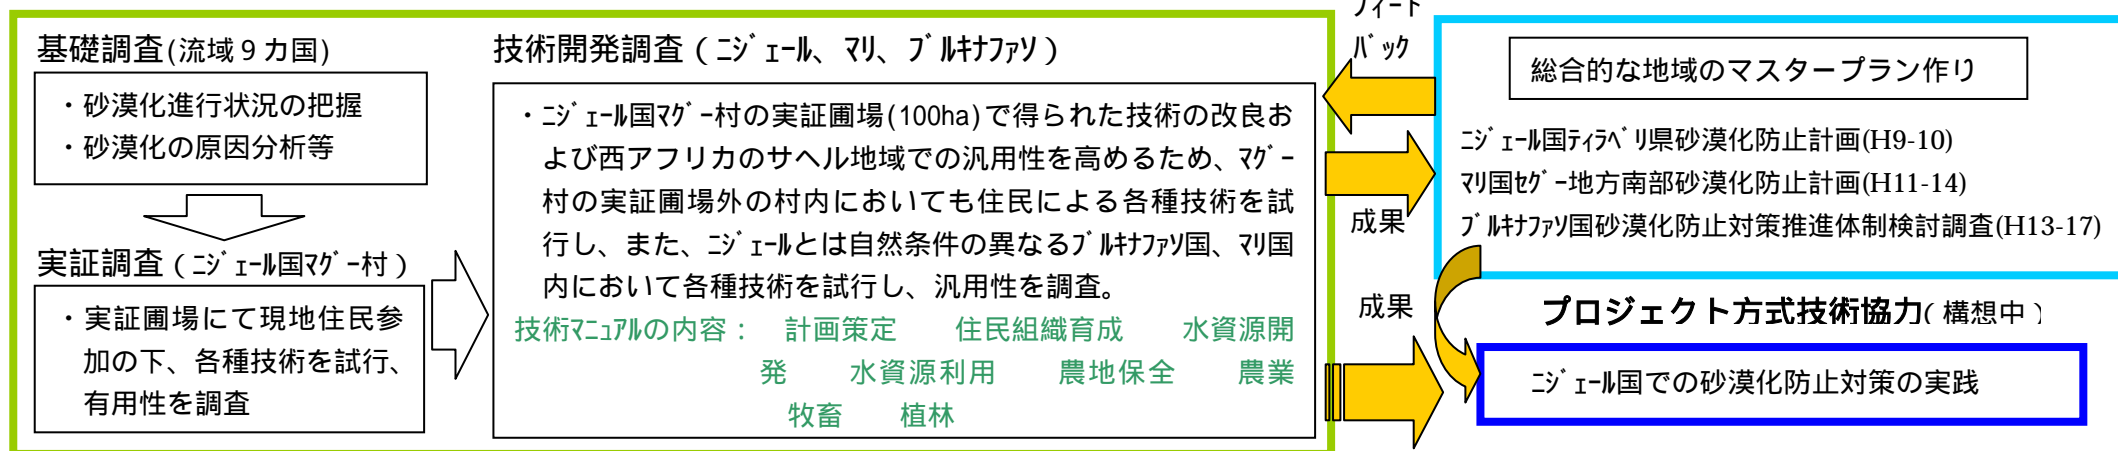 基礎調査(流域９カ国)
・砂漠化進行状況の把握
・砂漠化の原因分析等
実証調査（ﾆｼﾞｪｰﾙ国ﾏｸﾞｰ村）
・実証圃場にて現地住民参
加の下、各種技術を試行、
有用性を調査
技術開発調査（ﾆｼﾞｪｰﾙ、ﾏﾘ、ﾌﾞﾙｷﾅﾌｧｿ）
・ﾆｼﾞｪｰﾙ国ﾏｸﾞｰ村の実証圃場(100ha)で得られた技術の改良お
よび西アフリカのサヘル地域での汎用性を高めるため、ﾏｸﾞｰ
村の実証圃場外の村内においても住民による各種技術を試
行し、また、ﾆｼﾞｪｰﾙとは自然条件の異なるﾌﾞﾙｷﾅﾌｧｿ国、ﾏﾘ国
内において各種技術を試行し、汎用性を調査。
技術ﾏﾆｭｱﾙの内容：　計画策定　住民組織育成　水資源開
発　水資源利用　農地保全　農業
牧畜　植林
フィート
ﾊﾞｯｸ
成果
成果
総合的な地域のマスタープラン作り
ﾆｼﾞｪｰﾙ国ﾃｨﾗﾍﾞﾘ県砂漠化防止計画(H9-10)
ﾏﾘ国ｾｸﾞｰ地方南部砂漠化防止計画(H11-14)
ﾌﾞﾙｷﾅﾌｧｿ国砂漠化防止対策推進体制検討調査(H13-17)
プロジェクト方式技術協力(構想中)
ﾆｼﾞｪｰﾙ国での砂漠化防止対策の実践